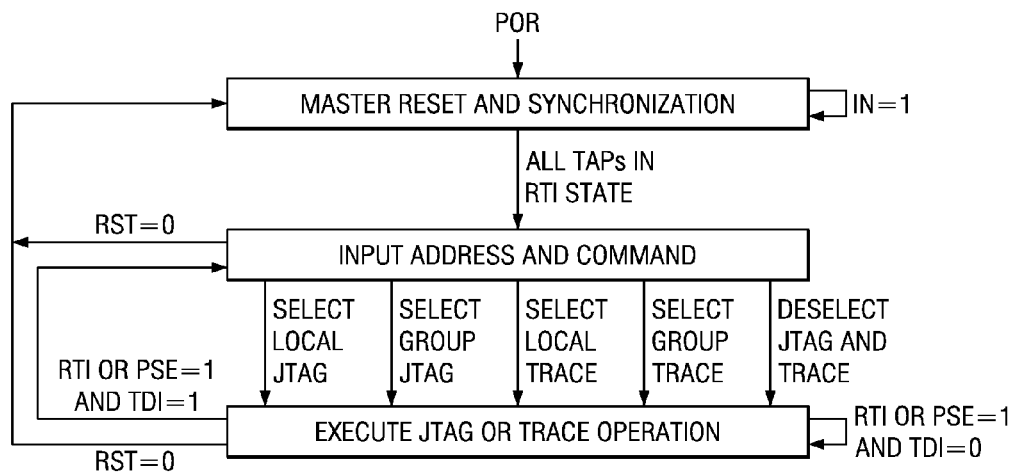 POR
MASTER RESET AND SYNCHRONIZATION
IN=1
ALL TAPs IN
RTI STATE
RST=0
INPUT ADDRESS AND COMMAND
SELECT
LOCAL
JTAG
SELECT
GROUP
JTAG
SELECT
LOCAL
TRACE
SELECT
GROUP
TRACE
DESELECT
JTAG AND
TRACE
RTI OR PSE=1
AND TDI=1
EXECUTE JTAG OR TRACE OPERATION
RTI OR PSE=1
AND TDI=0
RST=0